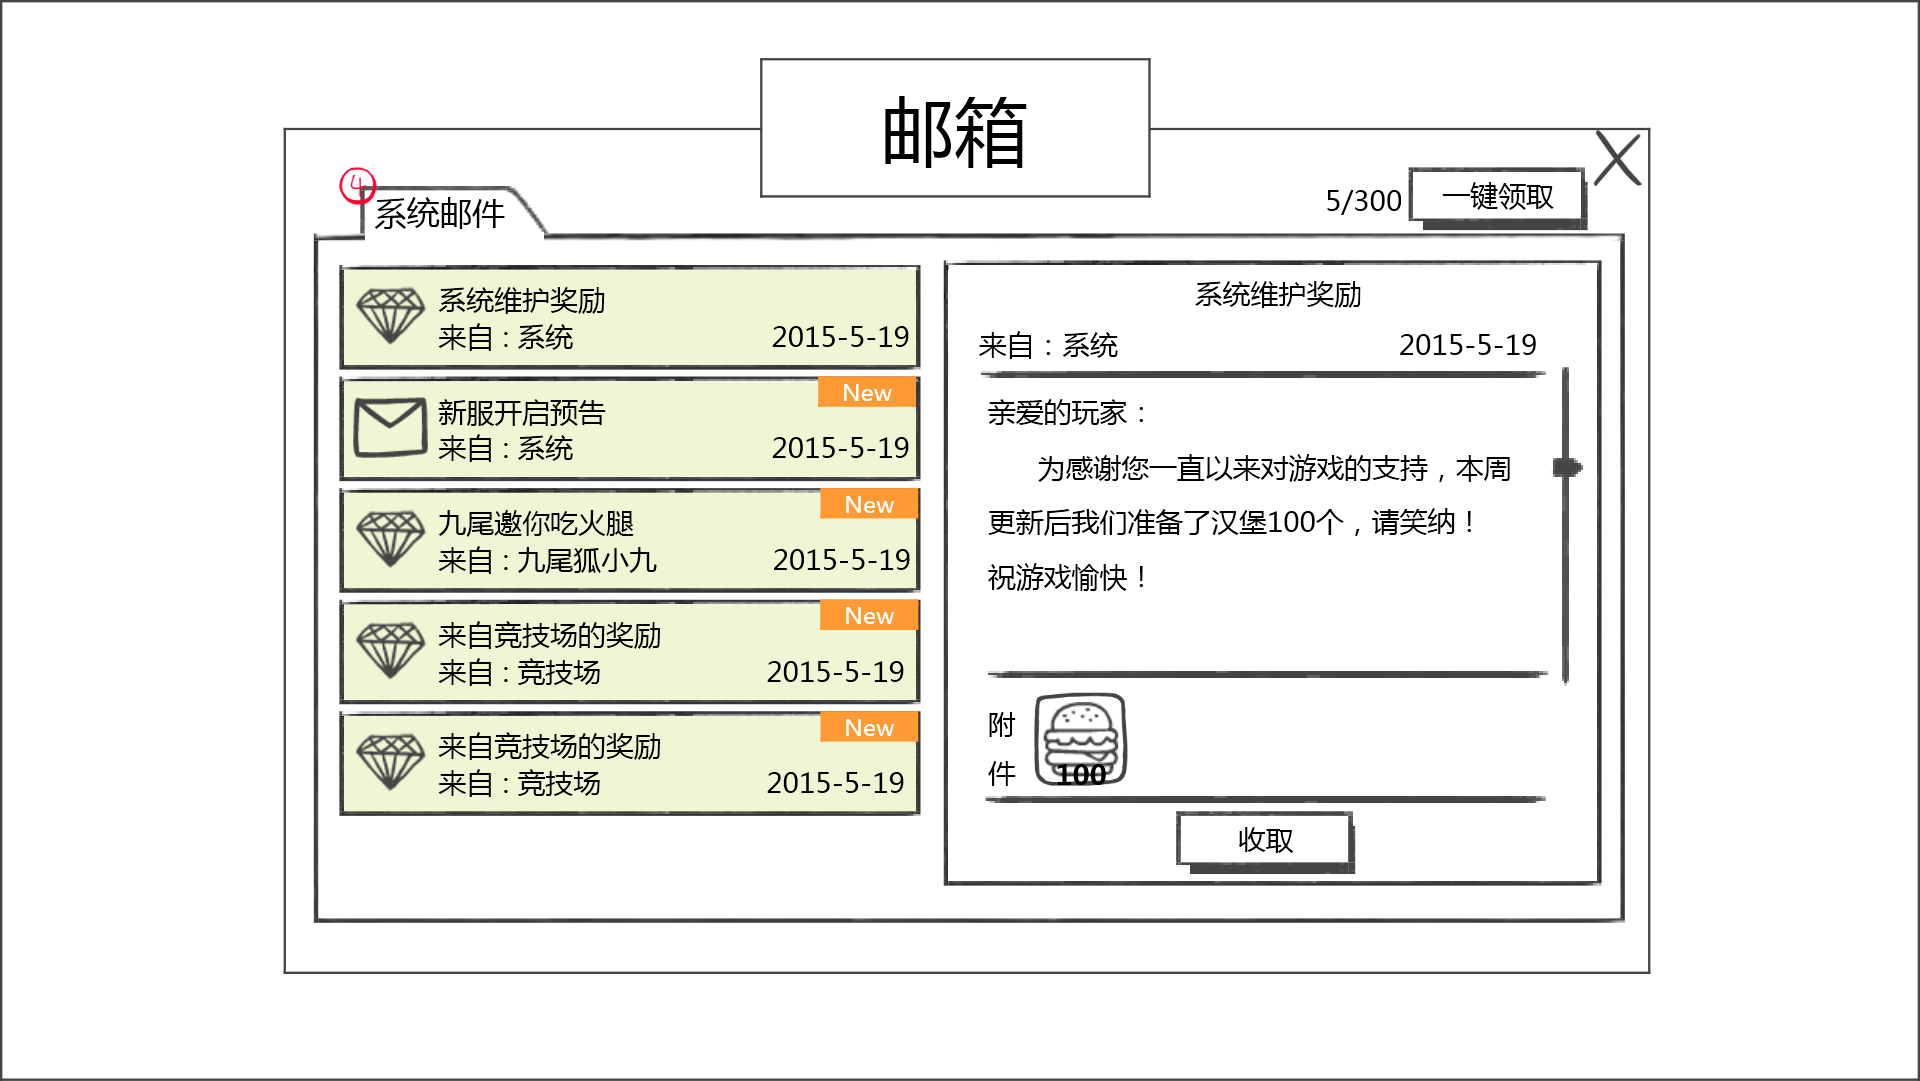 邮箱
4
系统邮件
5/300
一键领取
系统维护奖励
来自：系统
2015-5-19
New
新服开启预告
来自：系统
2015-5-19
New
九尾邀你吃火腿
来自：九尾狐小九
2015-5-19
New
来自竞技场的奖励
来自：竞技场
2015-5-19
New
来自竞技场的奖励
来自：竞技场
2015-5-19
系统维护奖励
来自：系统
2015-5-19
亲爱的玩家：
为感谢您一直以来对游戏的支持，本周
更新后我们准备了汉堡100个，请笑纳！
祝游戏愉快！
附
件
100
收取